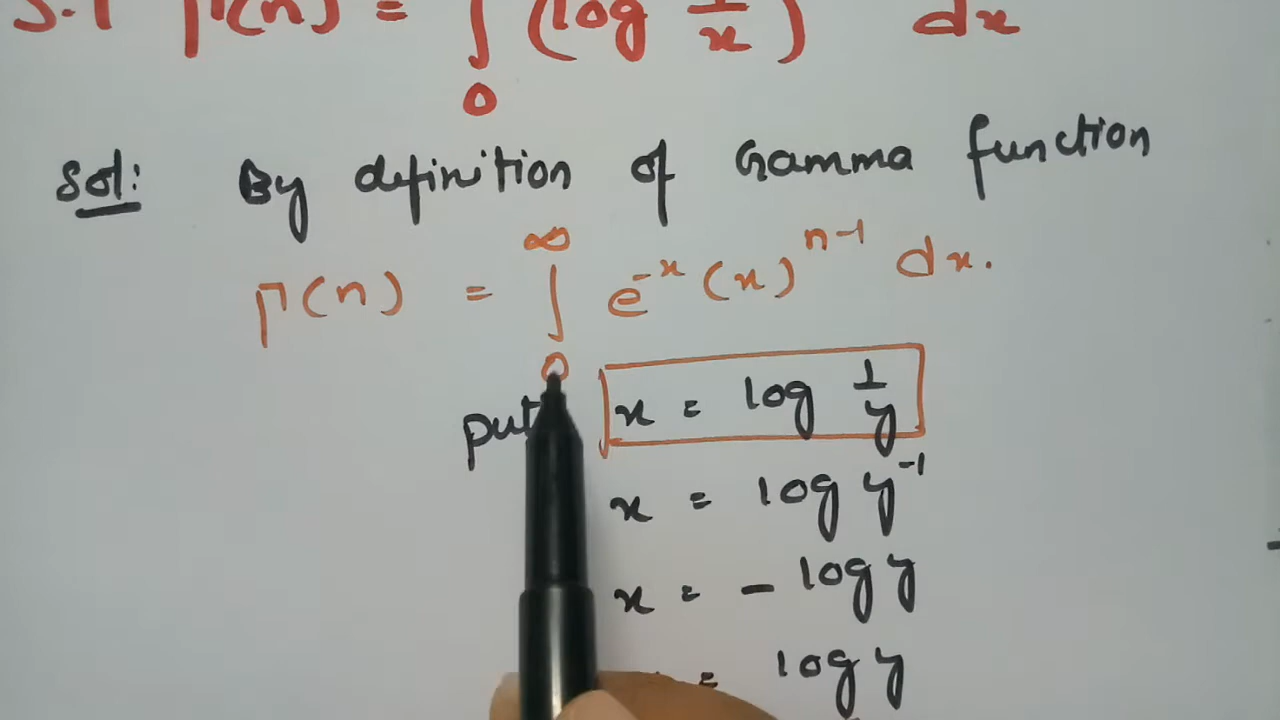 S.T Γ(n) = ∫ 0 (log 1/x) dx
Sol: By definition of Gamma function
Γ(n) = ∫ 0 ∞ e^-x (x)^n-1 dx.
put x = log 1/y
x = log y^-1
x = - log y
= log y